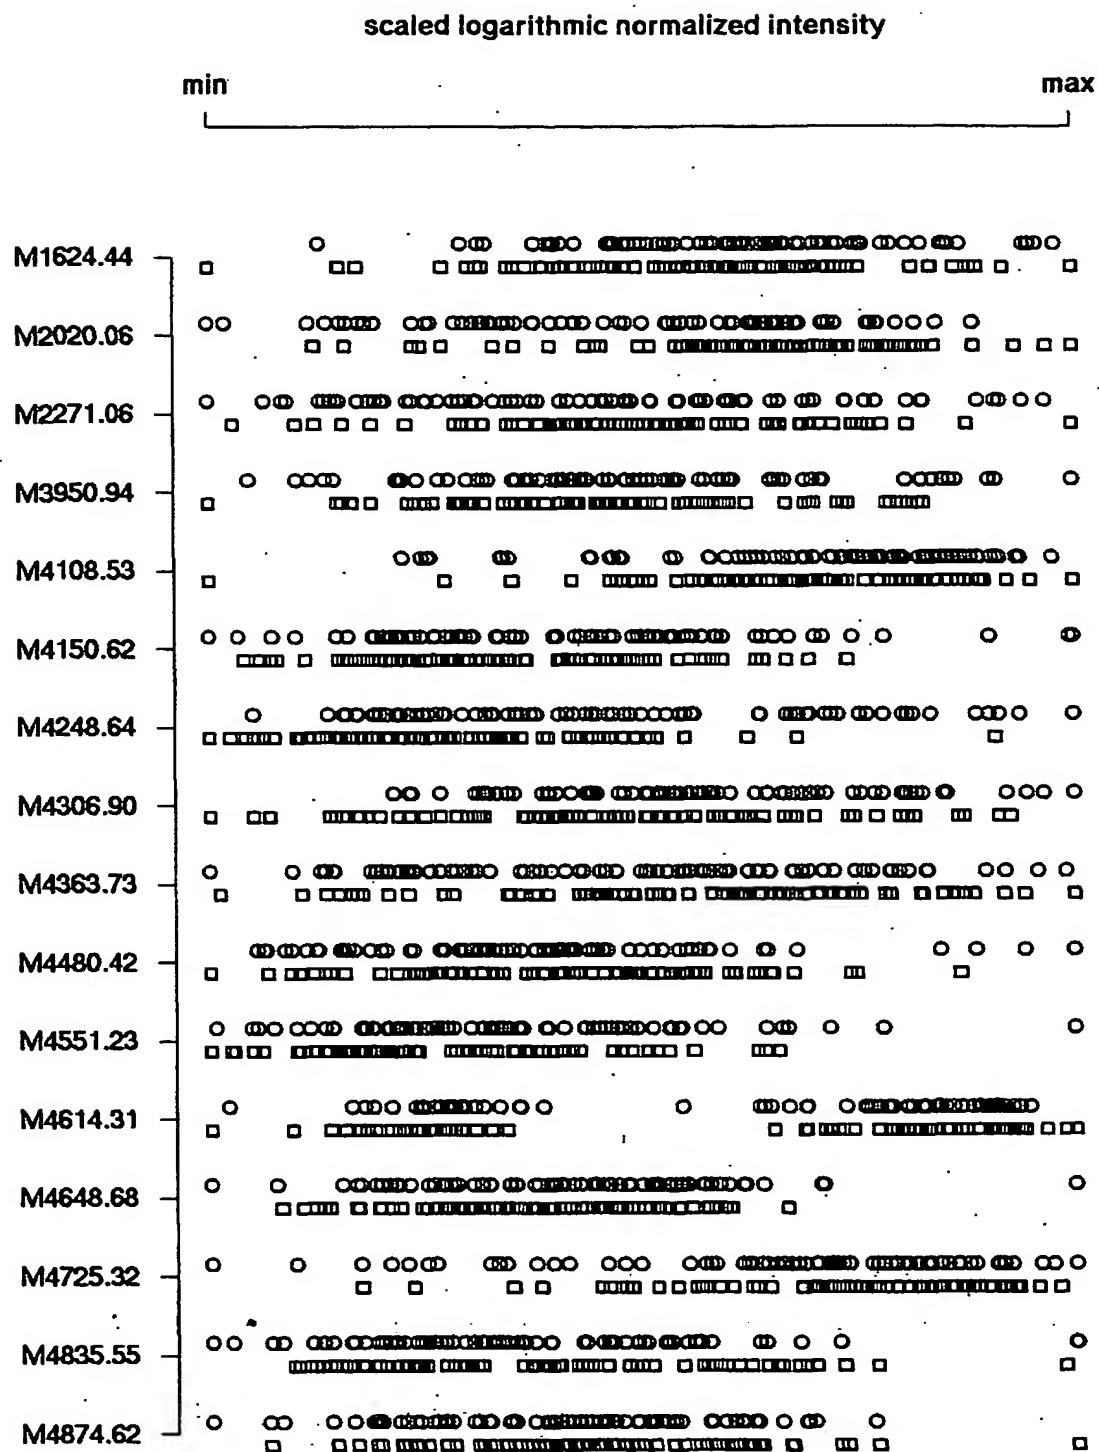 scaled logarithmic normalized intensity
min max
M1624.44
M2020.06
M2271.06
M3950.94
M4108.53
M4150.62
M4248.64
M4306.90
M4363.73
M4480.42
M4551.23
M4614.31
M4648.68
M4725.32
M4835.55
M4874.62